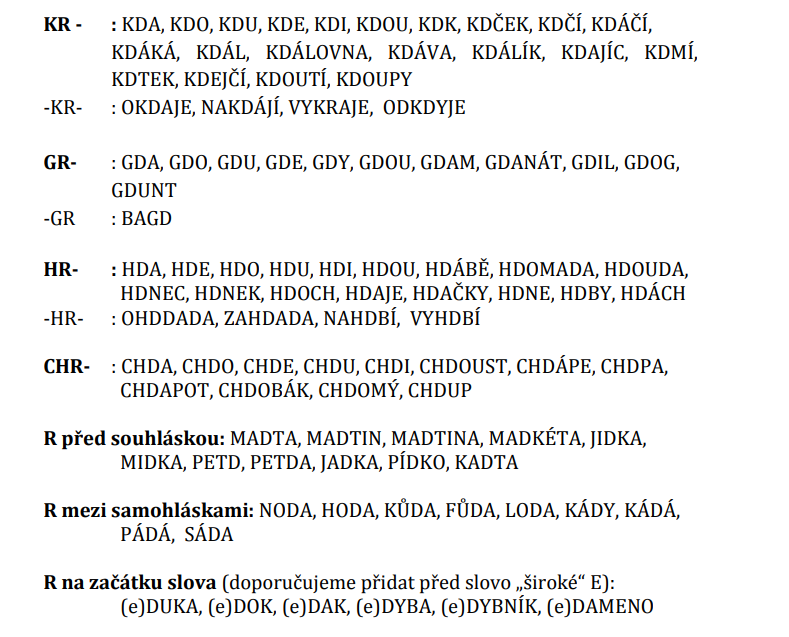 KR - : KDA, KDO, KDU, KDE, KDI, KDOU, KDK, KDČEK, KDČÍ, KDÁČÍ,
KDÁKÁ, KDÁL, KDÁLOVNA, KDÁVA, KDÁLÍK, KDAJÍC, KDMÍ,
KDTEK, KDEJČÍ, KDOUTÍ, KDOUPY
-KR- : OKDAJE, NAKDÁJÍ, VYKRAJE, ODKDYJE
GR- : GDA, GDO, GDU, GDE, GDY, GDOU, GDAM, GDANÁT, GDIL, GDOG,
GDUNT
-GR : BAGD
HR- : HDA, HDE, HDO, HDU, HDI, HDOU, HDÁBĚ, HDOMADA, HDOUDA,
HDNEC, HDNEK, HDOCH, HDAJE, HDAČKY, HDNE, HDBY, HDÁCH
-HR- : OHDDADA, ZAHDADA, NAHDBÍ, VYHDBÍ
CHR- : CHDA, CHDO, CHDE, CHDU, CHDI, CHDOUST, CHDÁPE, CHDPA,
CHDAPOT, CHDOBÁK, CHDOMÝ, CHDUP
R před souhláskou: MADTA, MADTIN, MADTINA, MADKÉTA, JIDKA,
MIDKA, PETD, PETDA, JADKA, PÍDKO, KADTA
R mezi samohláskami: NODA, HODA, KŮDA, FŮDA, LODA, KÁDY, KÁDÁ,
PÁDÁ, SÁDA
R na začátku slova (doporučujeme přidat před slovo „široké“ E):
(e)DUKA, (e)DOK, (e)DAK, (e)DYBA, (e)DYBNÍK, (e)DAMENO